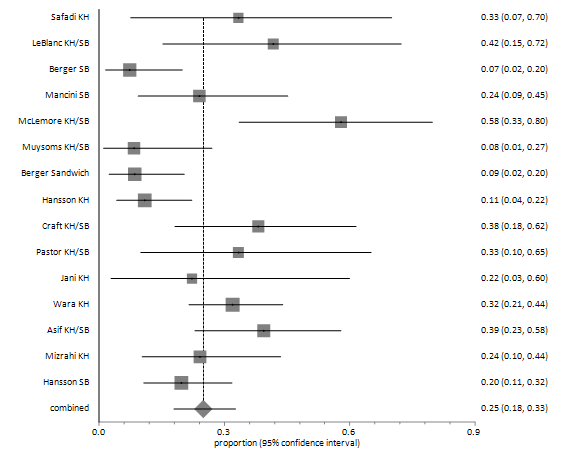 Safadi KH 0.33 (0.07, 0.70)
LeBlanc KH/SB 0.42 (0.15, 0.72)
Berger SB 0.07 (0.02, 0.20)
Mancini SB 0.24 (0.09, 0.45)
McLemore KH/SB 0.58 (0.33, 0.80)
Muysoms KH/SB 0.08 (0.01, 0.27)
Berger Sandwich 0.09 (0.02, 0.20)
Hansson KH 0.11 (0.04, 0.22)
Craft KH/SB 0.38 (0.18, 0.62)
Pastor KH/SB 0.33 (0.10, 0.65)
Jani KH 0.22 (0.03, 0.60)
Wara KH 0.32 (0.21, 0.44)
Asif KH/SB 0.39 (0.23, 0.58)
Mizrahi KH 0.24 (0.10, 0.44)
Hansson SB 0.20 (0.11, 0.32)
combined 0.25 (0.18, 0.33)
0.0 0.3 0.6 0.9
proportion (95% confidence interval)